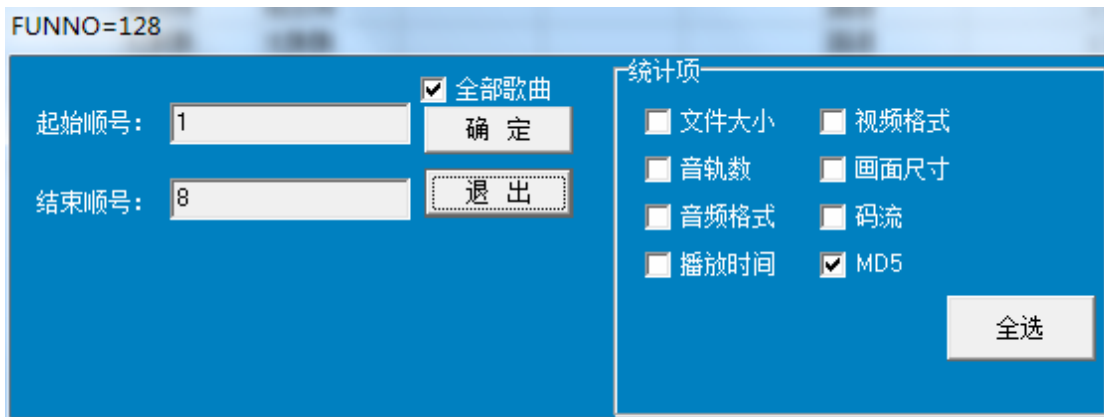 FUNNO=128
全部歌曲
起始顺号：
1
确 定
结束顺号：
8
退 出
统计项
文件大小
视频格式
音轨数
画面尺寸
音频格式
码流
播放时间
MD5
全选